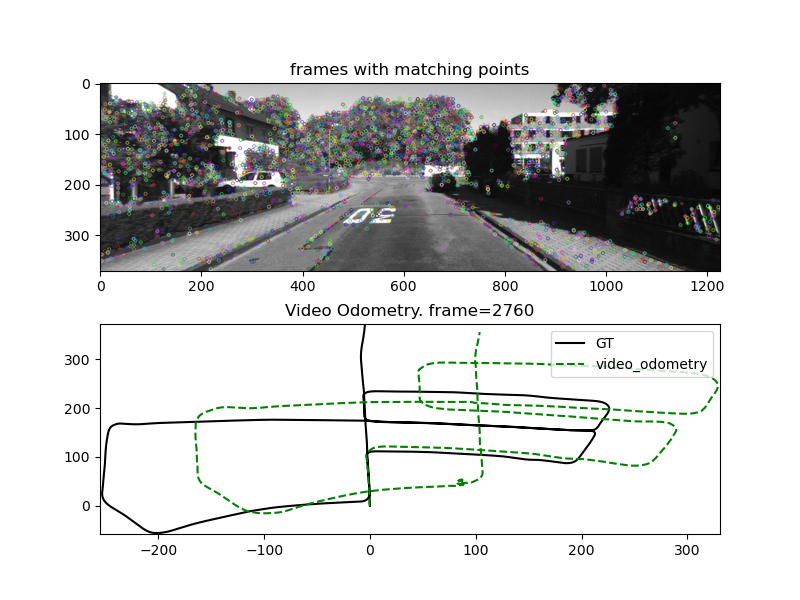 frames with matching points
0
100
200
300
0 200 400 600 800 1000 1200
30
Video Odometry. frame=2760
GT
video_odometry
300
200
100
0
−200 −100 0 100 200 300